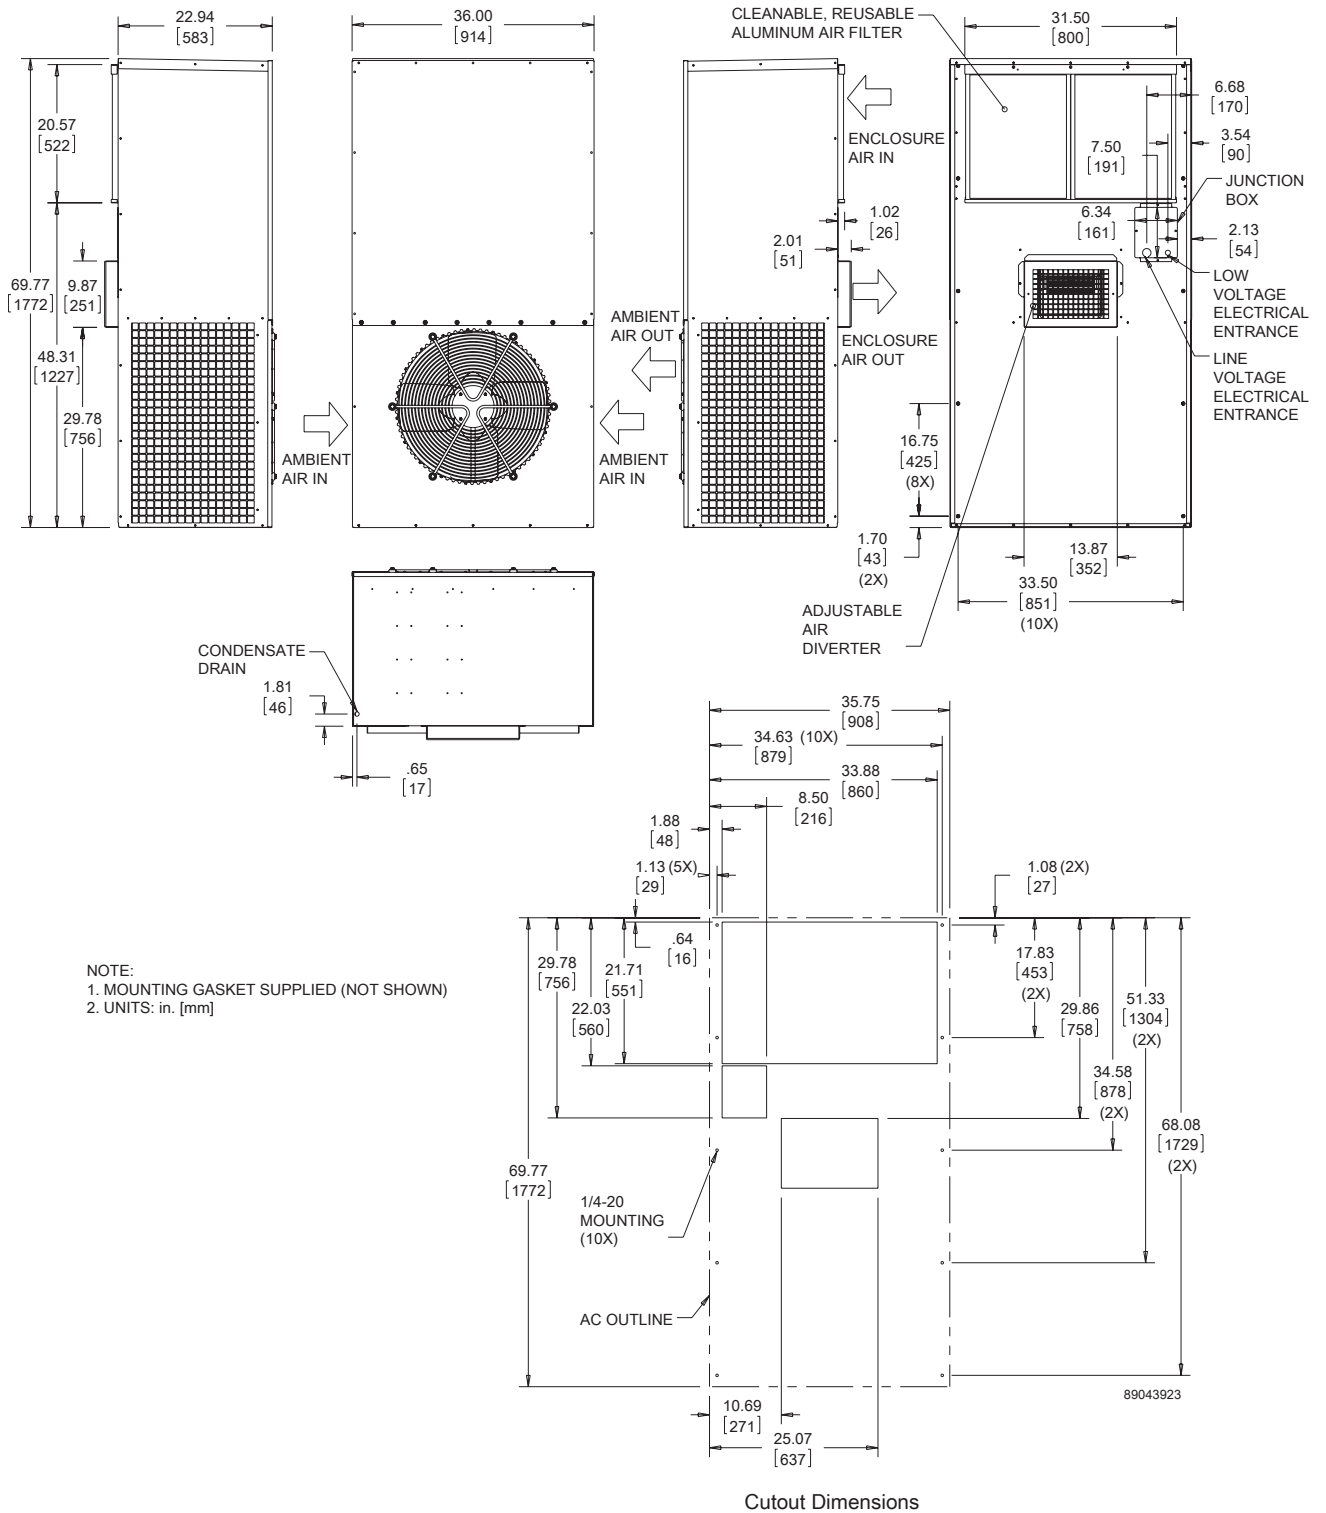 22.94
[583]
36.00
[914]
CLEANABLE, REUSABLE
ALUMINUM AIR FILTER
31.50
[800]
6.68
[170]
20.57
[522]
ENCLOSURE
AIR IN
7.50
[191]
3.54
[90]
JUNCTION
BOX
1.02
[26]
6.34
[161]
2.13
[54]
2.01
[51]
69.77
[1772]
9.87
[251]
LOW
VOLTAGE
ELECTRICAL
ENTRANCE
AMBIENT
AIR OUT
ENCLOSURE
AIR OUT
48.31
[1227]
LINE
VOLTAGE
ELECTRICAL
ENTRANCE
29.78
[756]
AMBIENT
AIR IN
AMBIENT
AIR IN
16.75
[425]
(8X)
1.70
[43]
(2X)
13.87
[352]
33.50
[851]
(10X)
ADJUSTABLE
AIR
DIVERTER
CONDENSATE
DRAIN
1.81
[46]
.65
[17]
35.75
[908]
34.63 (10X)
[879]
33.88
[860]
8.50
[216]
1.88
[48]
1.13 (5X)
[29]
1.08 (2X)
[27]
.64
[16]
NOTE:
1. MOUNTING GASKET SUPPLIED (NOT SHOWN)
2. UNITS: in. [mm]
29.78
[756]
21.71
[551]
22.03
[560]
17.83
[453]
(2X)
29.86
[758]
51.33
[1304]
(2X)
34.58
[878]
(2X)
68.08
[1729]
(2X)
69.77
[1772]
1/4-20
MOUNTING
(10X)
AC OUTLINE
89043923
10.69
[271]
25.07
[637]
Cutout Dimensions